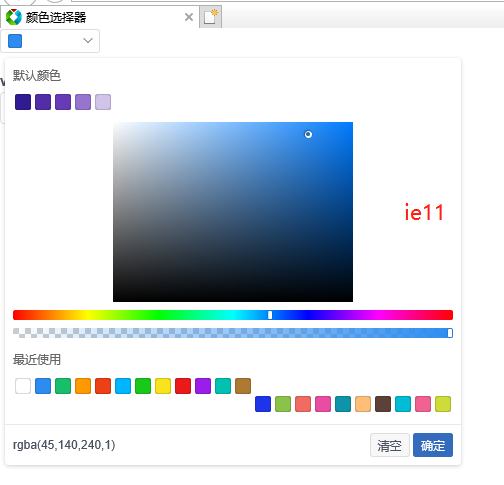 颜色选择器
默认颜色
ie11
最近使用
rgba(45,140,240,1)
清空
确定